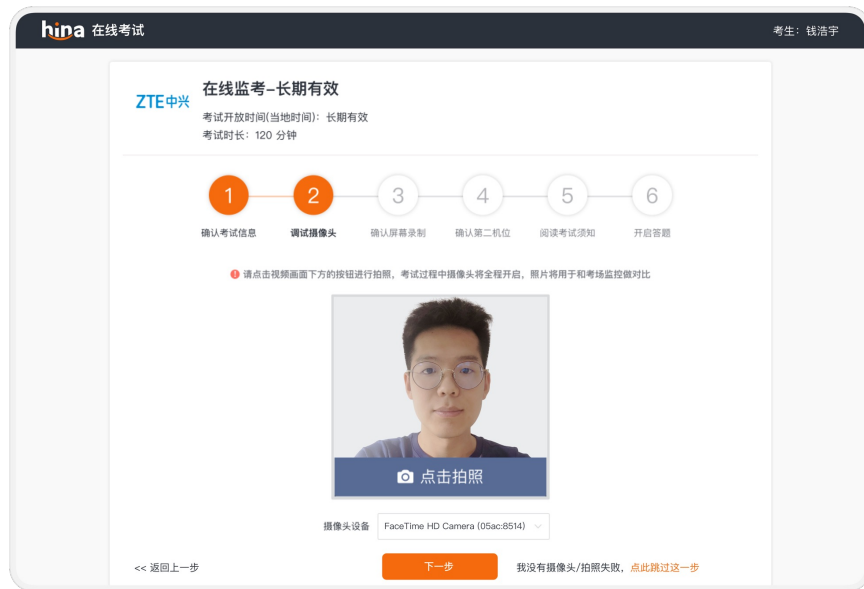 hina 在线考试
考生：钱浩宇
ZTE中兴
在线监考–长期有效
考试开放时间(当地时间)：长期有效
考试时长：120 分钟
1 2 3 4 5 6
确认考试信息 调试摄像头 确认屏幕录制 确认第二机位 阅读考试须知 开启答题
! 请点击视频画面下方的按钮进行拍照，考试过程中摄像头将全程开启，照片将用于和考场监控做对比
点击拍照
摄像头设备 FaceTime HD Camera (05ac:8514)
<< 返回上一步 下一步 我没有摄像头/拍照失败，点此跳过这一步